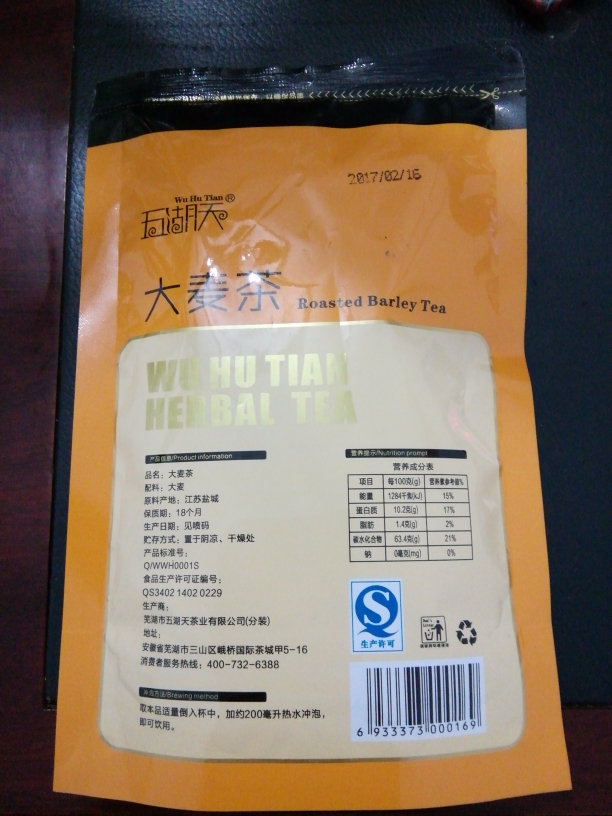 2017/02/16
Wu Hu Tian®
五湖天
大麦茶 Roasted Barley Tea
WU HU TIAN
HERBAL TEA
产品信息/Product information
品名：大麦茶
配料：大麦
原料产地：江苏盐城
保质期：18个月
生产日期：见喷码
贮存方式：置于阴凉、干燥处
产品标准号：
Q/WWH0001S
食品生产许可证编号：
QS3402 1402 0229
生产商：
芜湖市五湖天茶业有限公司(分装)
地址：
安徽省芜湖市三山区峨桥国际茶城甲5-16
消费者服务热线：400-732-6388
营养提示/Nutrition prompt
营养成分表
项目 每100克(g) 营养素参考值%
能量 1284千焦(kJ) 15%
蛋白质 10.2克(g) 17%
脂肪 1.4克(g) 2%
碳水化合物 63.4克(g) 21%
钠 0毫克(mg) 0%
生产许可
冲泡方法/Brewing method
取本品适量倒入杯中，加约200毫升热水冲泡，
即可饮用。
6 933373 000169